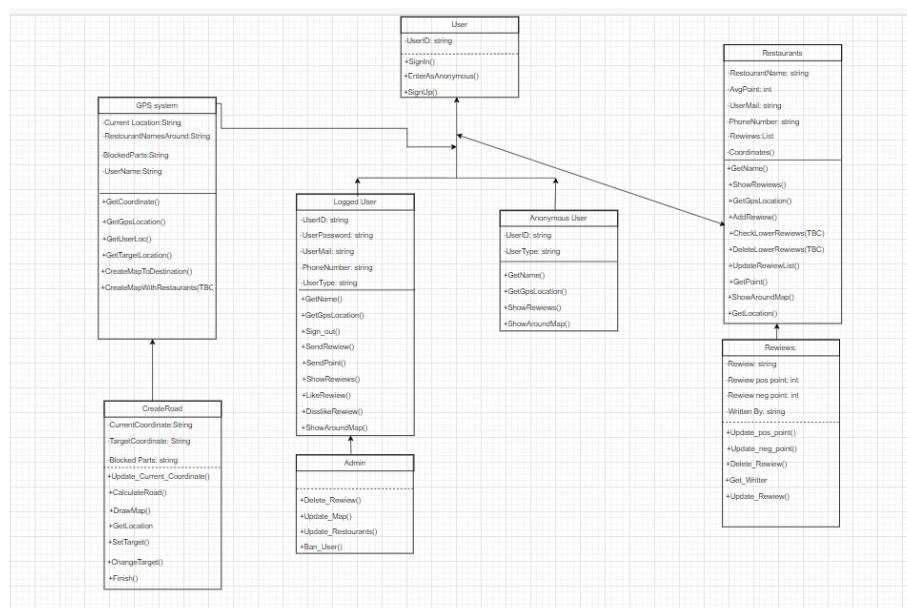 User
-UserID: string
+SignIn()
+EnterAsAnonymous()
+SignUp()
Restaurants
-RestourantName: string
-AvgPoint: int
-UserMail: string
-PhoneNumber: string
-Rewiews:List
-Coordinates()
+GetName()
+ShowRewiews()
+GetGpsLocation()
+AddRewiew()
+CheckLowerRewiews(TBC)
+DeleteLowerRewiews(TBC)
+UpdateRewiewList()
+GetPoint()
+ShowAroundMap()
+GetLocation()
GPS system
-Current Location:String
-RestourantNamesAround:String
-BlockedParts:String
-UserName:String
+GetCoordinate()
+GetGpsLocation()
+GetUserLoc()
+GetTargetLocation()
+CreateMapToDestination()
+CreateMapWithRestaurants(TBC
Logged User
-UserID: string
-UserPassword: string
-UserMail: string
-PhoneNumber: string
-UserType: string
+GetName()
+GetGpsLocation()
+Sign_out()
+SendRewiew()
+SendPoint()
+ShowRewiews()
+LikeRewiew()
+DisslikeRewiew()
+ShowAroundMap()
Anonymous User
-UserID: string
-UserType: string
+GetName()
+GetGpsLocation()
+ShowRewiews()
+ShowAroundMap()
Rewiews:
-Rewiew: string
-Rewiew pos point: int
-Rewiew neg point: int
-Written By: string
+Update_pos_point()
+Update_neg_point()
+Delete_Rewiew()
+Get_Writter
+Update_Rewiew()
CreateRoad
-CurrentCoordinate:String
-TargetCoordinate: String
-Blocked Parts: string
+Update_Current_Coordinate()
+CalculateRoad()
+DrawMap()
+GetLocation
+SetTarget()
+ChangeTarget()
+Finish()
Admin
+Delete_Rewiew()
+Update_Map()
+Update_Restourants()
+Ban_User()